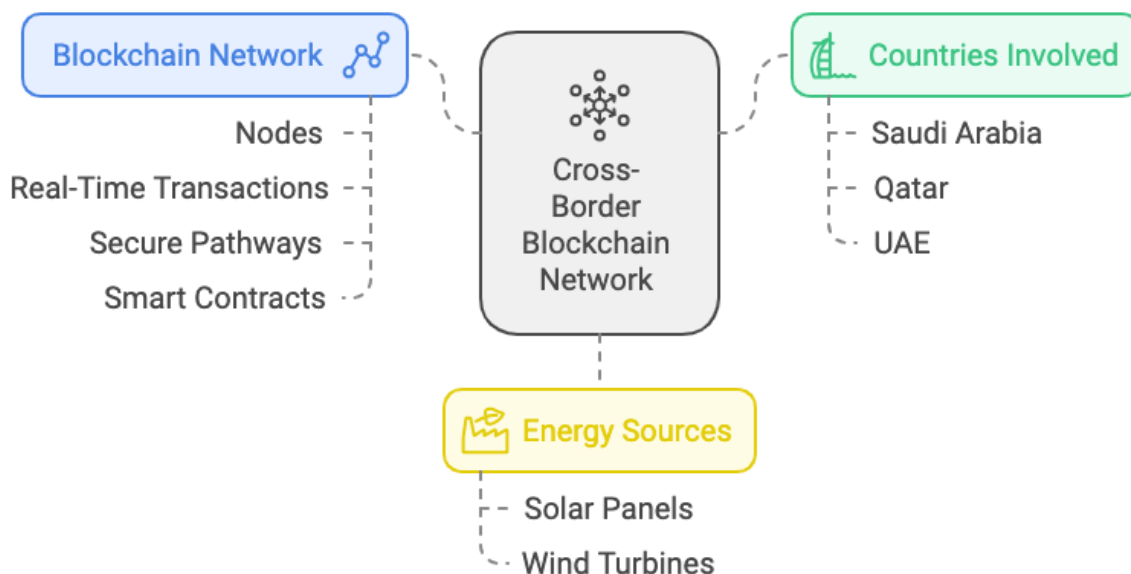 Blockchain Network
Nodes
Real-Time Transactions
Secure Pathways
Smart Contracts
Cross-
Border
Blockchain
Network
Countries Involved
Saudi Arabia
Qatar
UAE
Energy Sources
Solar Panels
Wind Turbines